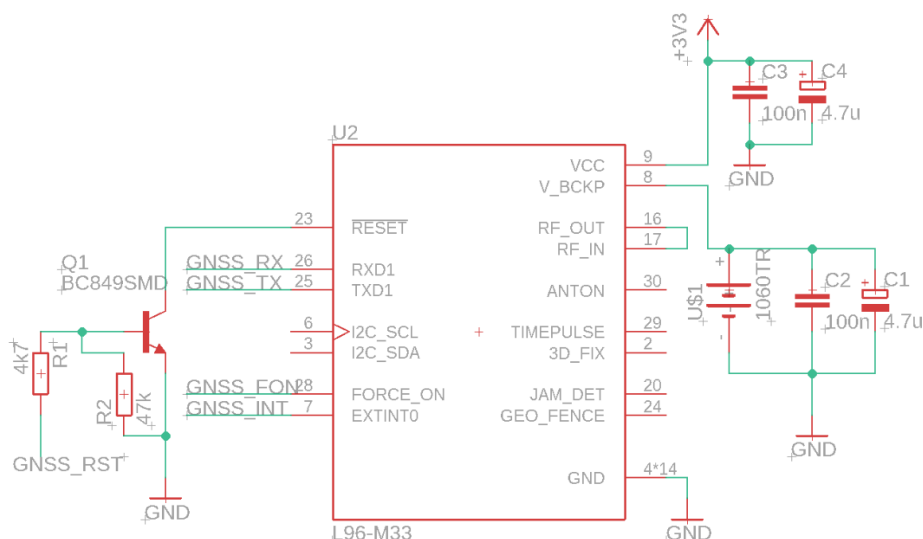 +3V3
C3
C4
100n
4.7u
GND
U2
VCC
9
V_BCKP
8
23
RESET
RF_OUT
16
RF_IN
17
Q1
BC849SMD
GNSS_RX
26
RXD1
GNSS_TX
25
TXD1
ANTON
30
U$1
+
-
1060TR
C2
C1
100n
4.7u
6
I2C_SCL
TIMEPULSE
29
3
I2C_SDA
3D_FIX
2
4k7
R1
R2
47k
GNSS_FON
28
FORCE_ON
JAM_DET
20
GNSS_INT
7
EXTINT0
GEO_FENCE
24
GND
GNSS_RST
GND
4*14
GND
GND
L96-M33